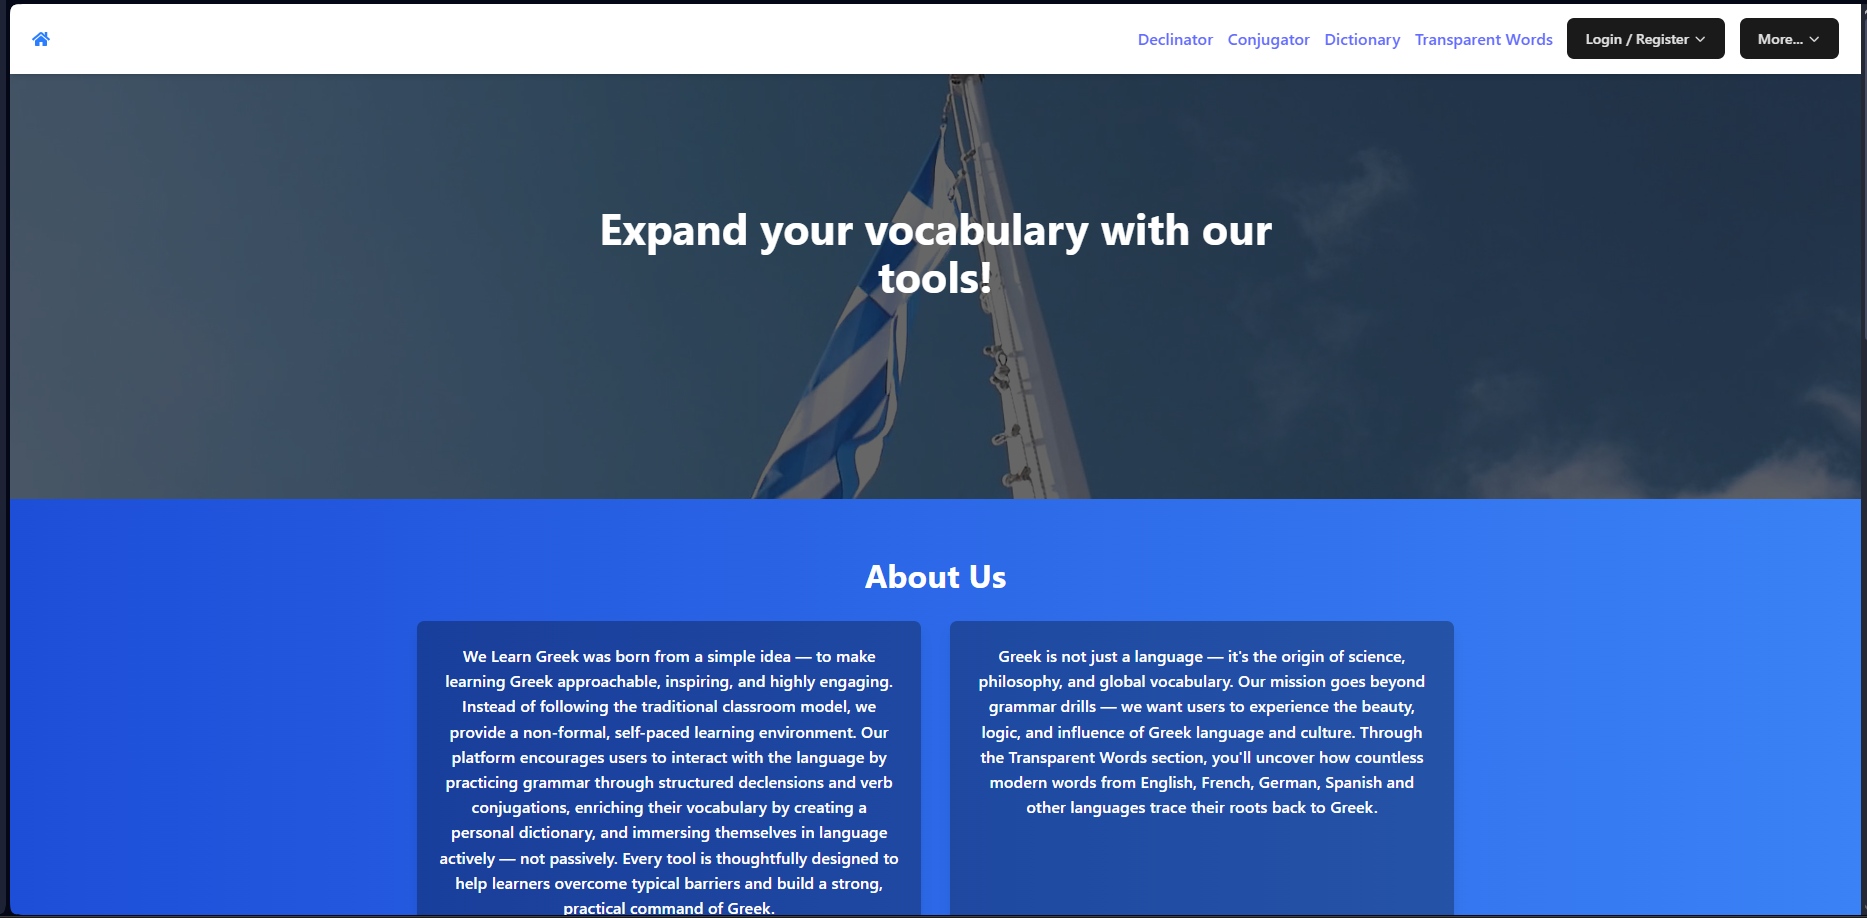 Declinator Conjugator Dictionary Transparent Words Login / Register More...
Expand your vocabulary with our
tools!
About Us
We Learn Greek was born from a simple idea — to make
learning Greek approachable, inspiring, and highly engaging.
Instead of following the traditional classroom model, we
provide a non-formal, self-paced learning environment. Our
platform encourages users to interact with the language by
practicing grammar through structured declensions and verb
conjugations, enriching their vocabulary by creating a
personal dictionary, and immersing themselves in language
actively — not passively. Every tool is thoughtfully designed to
help learners overcome typical barriers and build a strong,
practical command of Greek.
Greek is not just a language — it's the origin of science,
philosophy, and global vocabulary. Our mission goes beyond
grammar drills — we want users to experience the beauty,
logic, and influence of Greek language and culture. Through
the Transparent Words section, you'll uncover how countless
modern words from English, French, German, Spanish and
other languages trace their roots back to Greek.